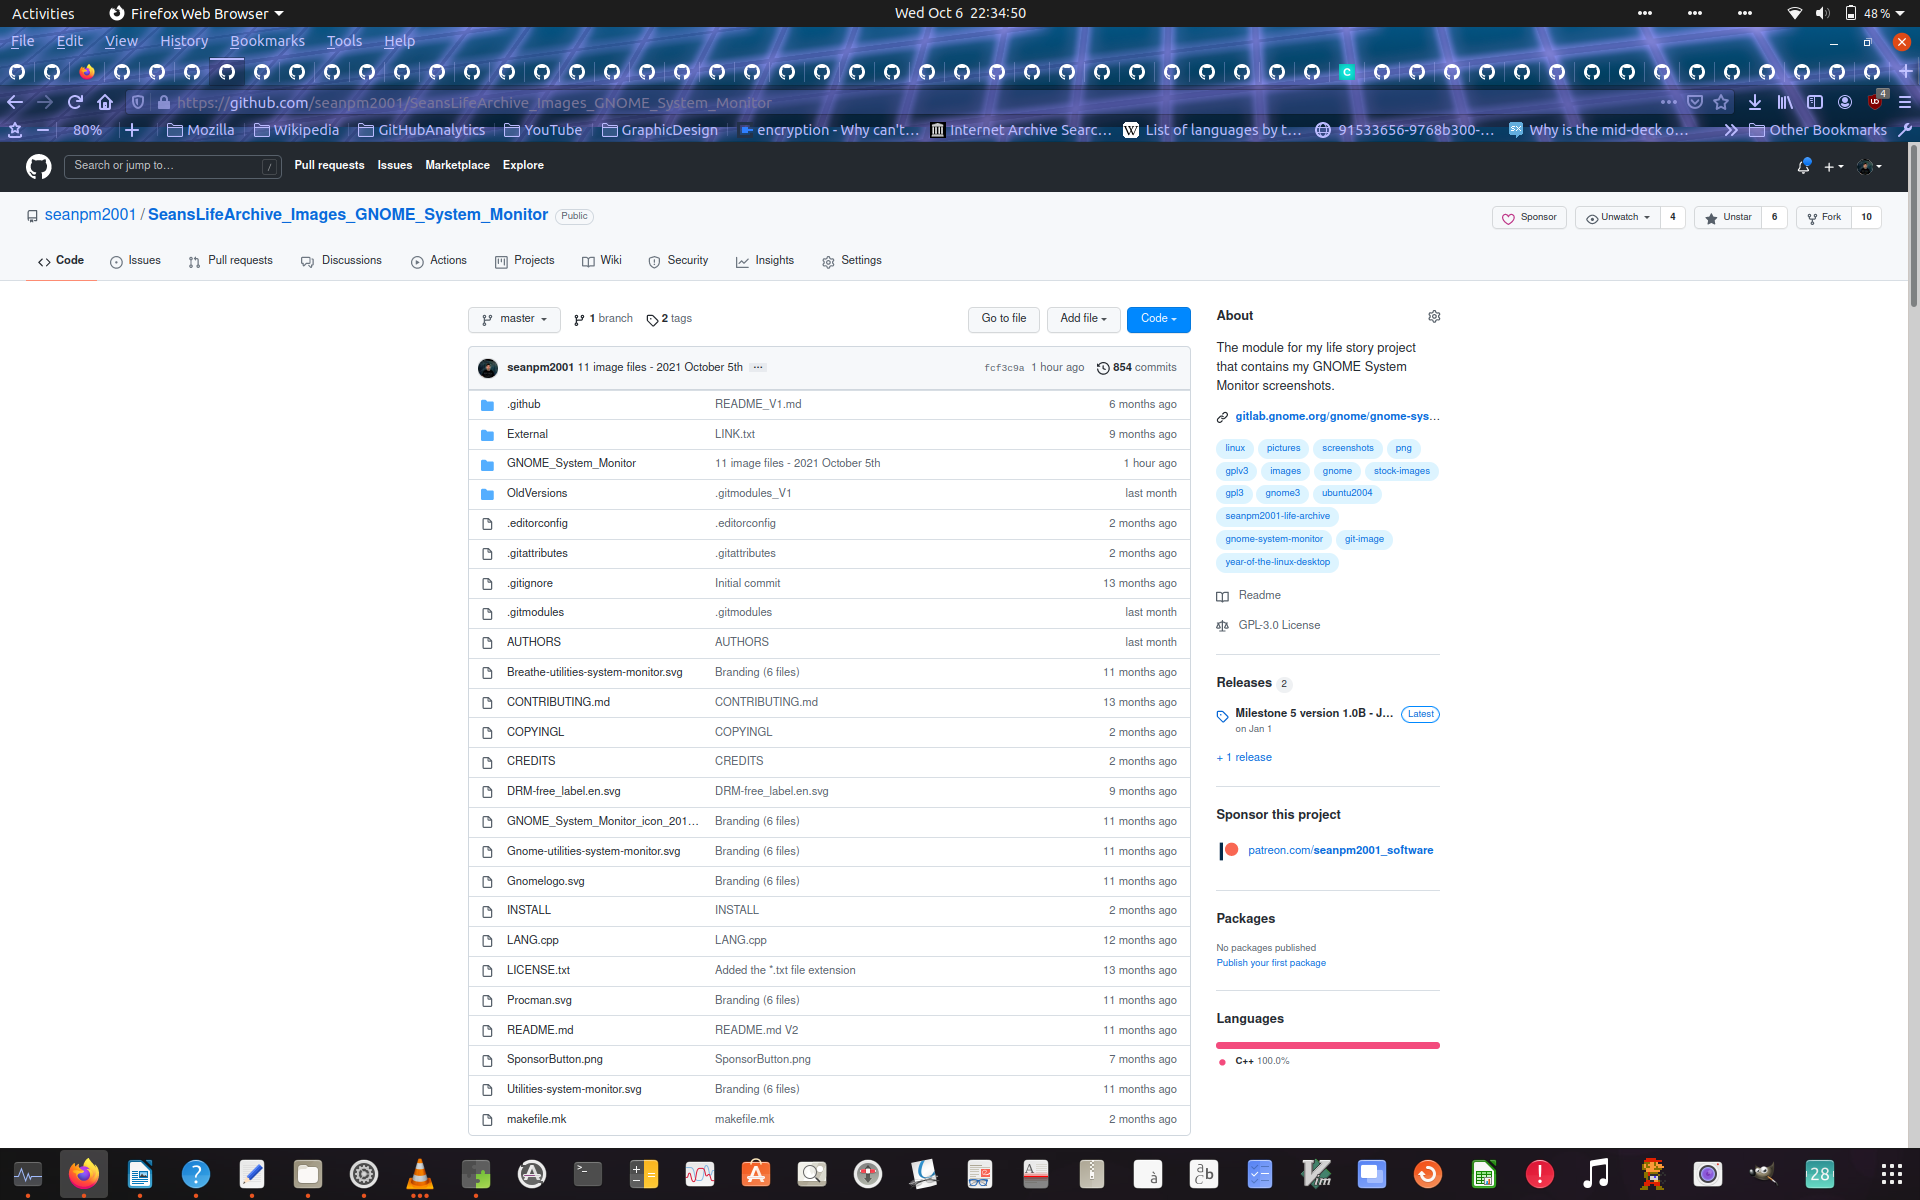 Activities Firefox Web Browser Wed Oct 6 22:34:50 48 %
File Edit View History Bookmarks Tools Help
https://github.com/seanpm2001/SeansLifeArchive_Images_GNOME_System_Monitor 4
80% Mozilla Wikipedia GitHubAnalytics YouTube GraphicDesign encryption - Why can't... Internet Archive Searc... List of languages by t... 91533656-9768b300-... Why is the mid-deck o... Other Bookmarks
Search or jump to... / Pull requests Issues Marketplace Explore
seanpm2001 / SeansLifeArchive_Images_GNOME_System_Monitor Public Sponsor Unwatch 4 Unstar 6 Fork 10
Code Issues Pull requests Discussions Actions Projects Wiki Security Insights Settings
master 1 branch 2 tags Go to file Add file Code
seanpm2001 11 image files - 2021 October 5th ... fcf3c9a 1 hour ago 854 commits
.github README_V1.md 6 months ago
External LINK.txt 9 months ago
GNOME_System_Monitor 11 image files - 2021 October 5th 1 hour ago
OldVersions .gitmodules_V1 last month
.editorconfig .editorconfig 2 months ago
.gitattributes .gitattributes 2 months ago
.gitignore Initial commit 13 months ago
.gitmodules .gitmodules last month
AUTHORS AUTHORS last month
Breathe-utilities-system-monitor.svg Branding (6 files) 11 months ago
CONTRIBUTING.md CONTRIBUTING.md 13 months ago
COPYINGL COPYINGL 2 months ago
CREDITS CREDITS 2 months ago
DRM-free_label.en.svg DRM-free_label.en.svg 9 months ago
GNOME_System_Monitor_icon_201... Branding (6 files) 11 months ago
Gnome-utilities-system-monitor.svg Branding (6 files) 11 months ago
Gnomelogo.svg Branding (6 files) 11 months ago
INSTALL INSTALL 2 months ago
LANG.cpp LANG.cpp 12 months ago
LICENSE.txt Added the *.txt file extension 13 months ago
Procman.svg Branding (6 files) 11 months ago
README.md README.md V2 11 months ago
SponsorButton.png SponsorButton.png 7 months ago
Utilities-system-monitor.svg Branding (6 files) 11 months ago
makefile.mk makefile.mk 2 months ago
About
The module for my life story project
that contains my GNOME System
Monitor screenshots.
gitlab.gnome.org/gnome/gnome-sys...
linux pictures screenshots png
gplv3 images gnome stock-images
gpl3 gnome3 ubuntu2004
seanpm2001-life-archive
gnome-system-monitor git-image
year-of-the-linux-desktop
Readme
GPL-3.0 License
Releases 2
Milestone 5 version 1.0B - J... Latest
on Jan 1
+ 1 release
Sponsor this project
patreon.com/seanpm2001_software
Packages
No packages published
Publish your first package
Languages
C++ 100.0%
28